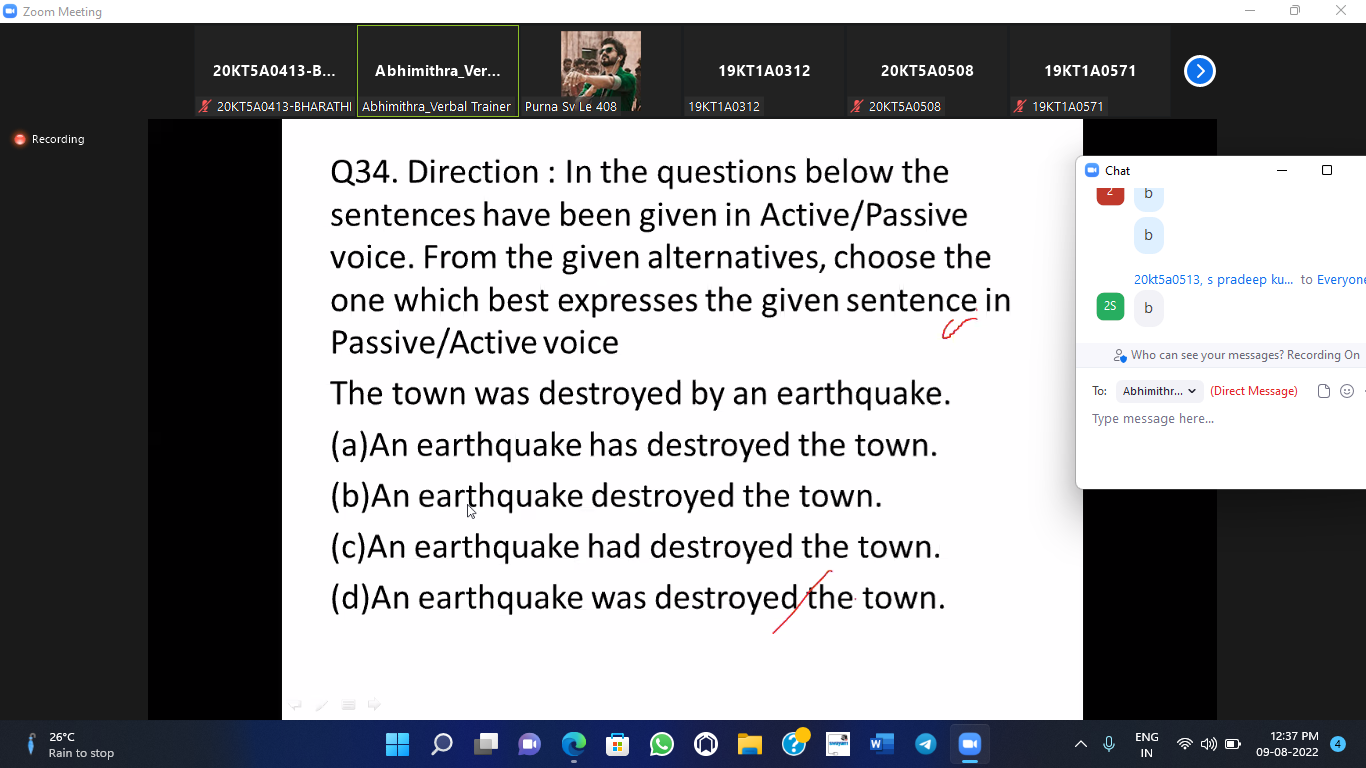 Zoom Meeting
20KT5A0413-B...
Abhimithra_Ver...
19KT1A0312
20KT5A0508
19KT1A0571
20KT5A0413-BHARATHI
Abhimithra_Verbal Trainer
Purna Sv Le 408
19KT1A0312
20KT5A0508
19KT1A0571
Recording
Q34. Direction : In the questions below the
sentences have been given in Active/Passive
voice. From the given alternatives, choose the
one which best expresses the given sentence in
Passive/Active voice
The town was destroyed by an earthquake.
(a)An earthquake has destroyed the town.
(b)An earthquake destroyed the town.
(c)An earthquake had destroyed the town.
(d)An earthquake was destroyed the town.
Chat
2
b
b
20kt5a0513, s pradeep ku... to Everyone
2S
b
Who can see your messages? Recording On
To: Abhimithr... (Direct Message)
Type message here...
26°C
Rain to stop
ENG
IN
12:37 PM
09-08-2022
4